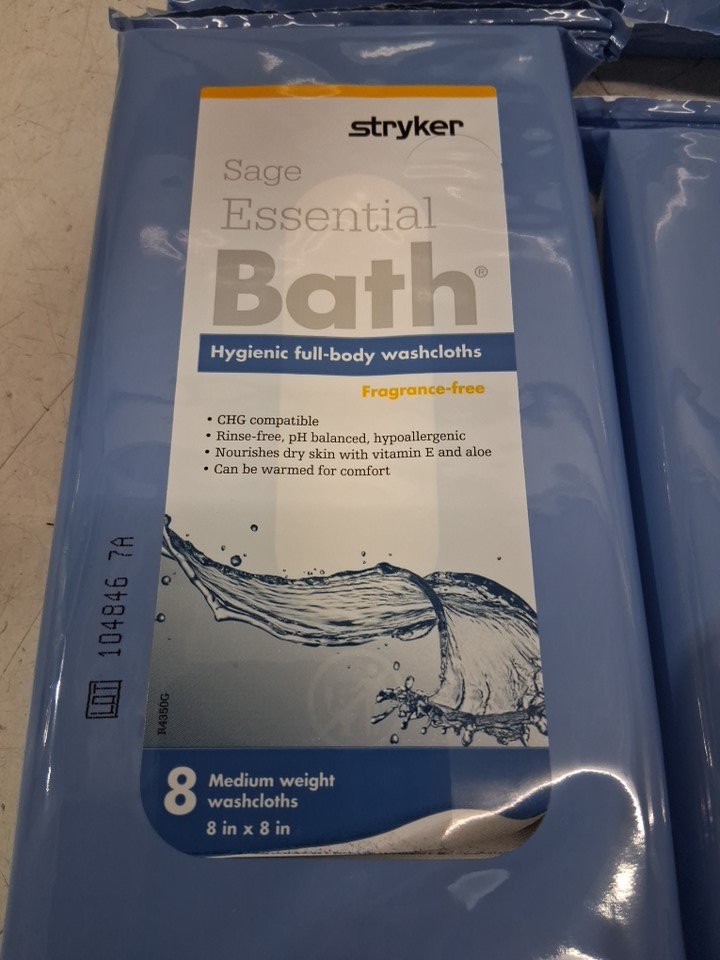 stryker
Sage
Essential
Bath®
Hygienic full-body washcloths
Fragrance-free
• CHG compatible
• Rinse-free, pH balanced, hypoallergenic
• Nourishes dry skin with vitamin E and aloe
• Can be warmed for comfort
LOT 104846 7A
R4350G
8 Medium weight
washcloths
8 in x 8 in